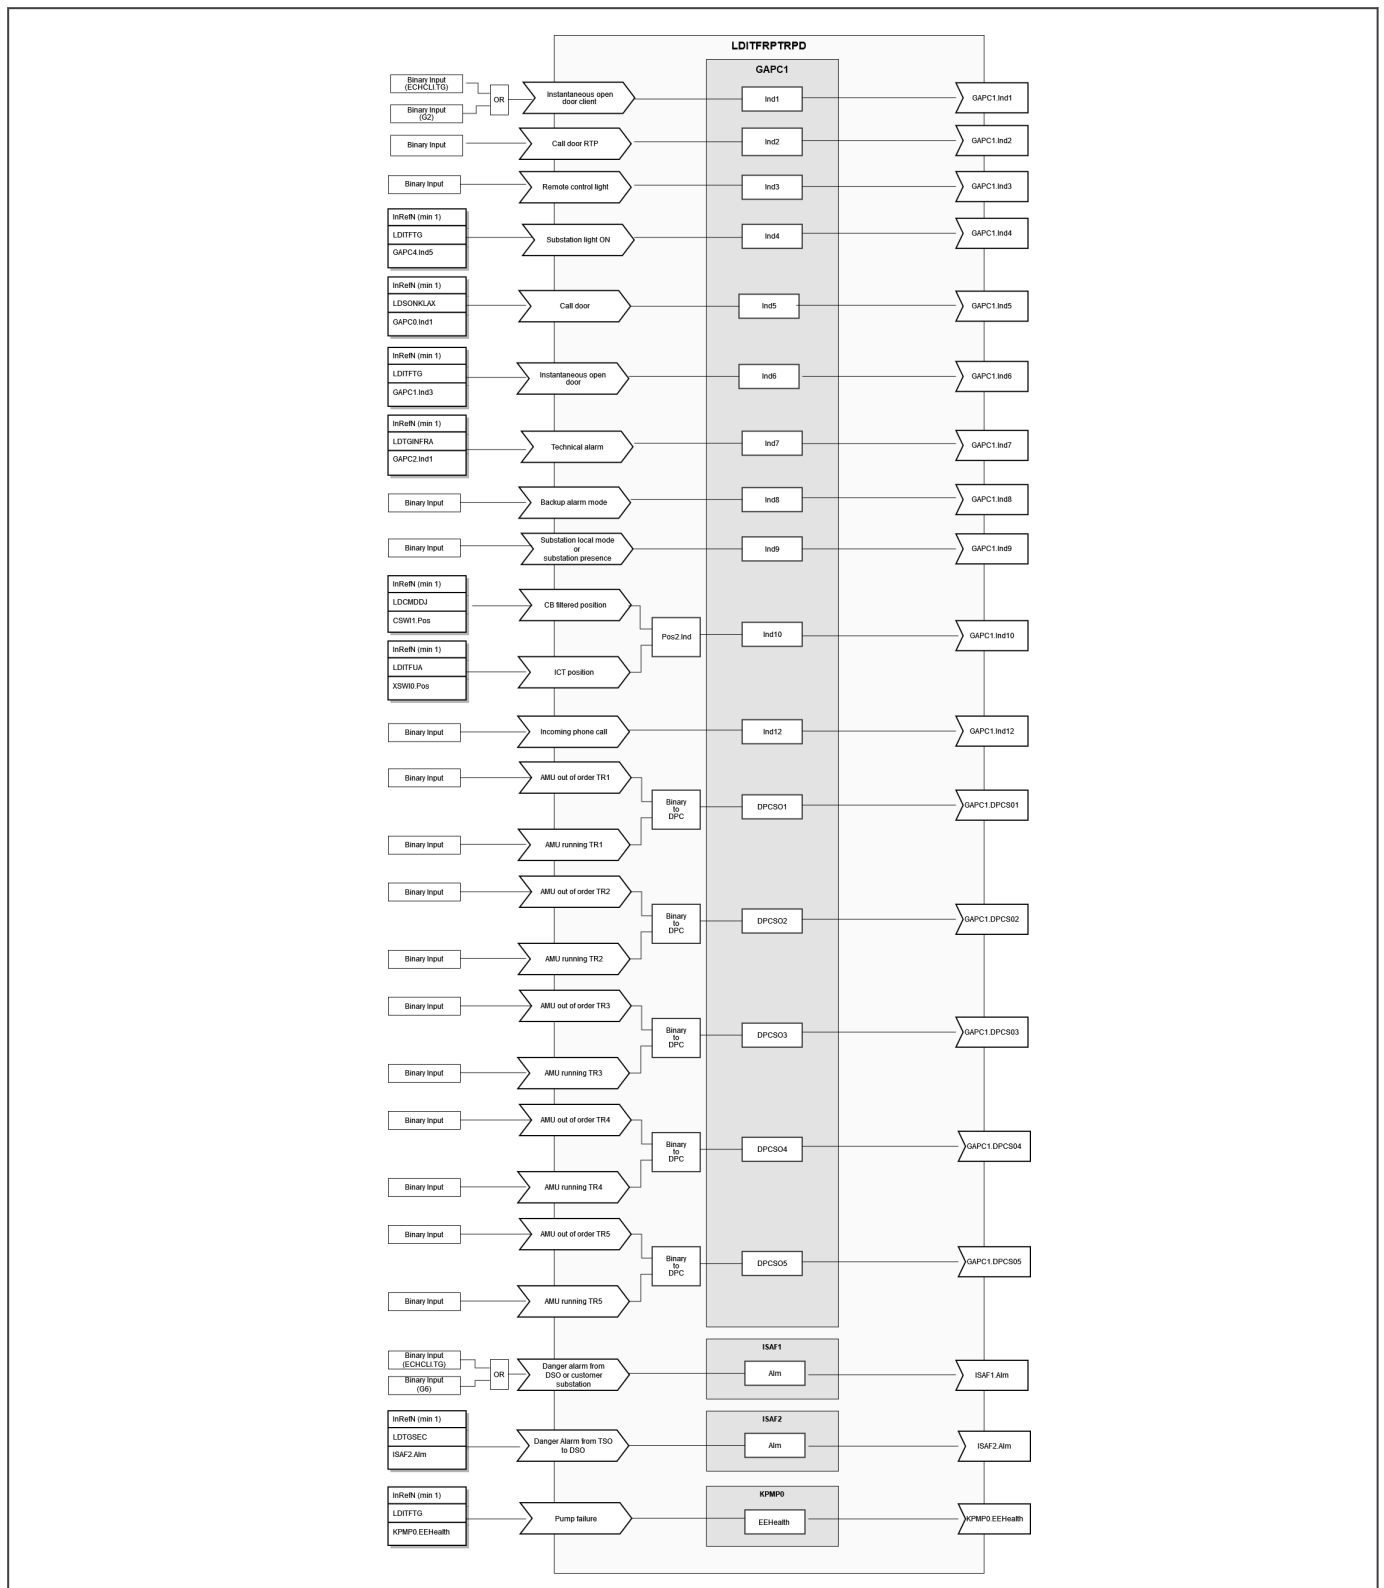 LDITFRPTRPD
GAPC1
Binary Input
(ECHCLI.TG)
Binary Input
(G2)
OR
Instantaneous open
door client
Ind1
GAPC1.Ind1
Binary Input
Call door RTP
Ind2
GAPC1.Ind2
Binary Input
Remote control light
Ind3
GAPC1.Ind3
InRefN (min 1)
LDITFTG
GAPC4.Ind5
Substation light ON
Ind4
GAPC1.Ind4
InRefN (min 1)
LDSONKLAX
GAPC0.Ind1
Call door
Ind5
GAPC1.Ind5
InRefN (min 1)
LDITFTG
GAPC1.Ind3
Instantaneous open
door
Ind6
GAPC1.Ind6
InRefN (min 1)
LDTGINFRA
GAPC2.Ind1
Technical alarm
Ind7
GAPC1.Ind7
Binary Input
Backup alarm mode
Ind8
GAPC1.Ind8
Binary Input
Substation local mode
or
substation presence
Ind9
GAPC1.Ind9
InRefN (min 1)
LDCMDDJ
CSWI1.Pos
CB filtered position
InRefN (min 1)
LDITFUA
XSWI0.Pos
ICT position
Pos2.Ind
Ind10
GAPC1.Ind10
Binary Input
Incoming phone call
Ind12
GAPC1.Ind12
Binary Input
AMU out of order TR1
Binary
to
DPC
DPCSO1
GAPC1.DPCS01
Binary Input
AMU running TR1
Binary Input
AMU out of order TR2
Binary
to
DPC
DPCSO2
GAPC1.DPCS02
Binary Input
AMU running TR2
Binary Input
AMU out of order TR3
Binary
to
DPC
DPCSO3
GAPC1.DPCS03
Binary Input
AMU running TR3
Binary Input
AMU out of order TR4
Binary
to
DPC
DPCSO4
GAPC1.DPCS04
Binary Input
AMU running TR4
Binary Input
AMU out of order TR5
Binary
to
DPC
DPCSO5
GAPC1.DPCS05
Binary Input
AMU running TR5
Binary Input
(ECHCLI.TG)
Binary Input
(G6)
OR
Danger alarm from
DSO or customer
substation
ISAF1
Alm
ISAF1.Alm
InRefN (min 1)
LDTGSEC
ISAF2.Alm
Danger Alarm from TSO
to DSO
ISAF2
Alm
ISAF2.Alm
InRefN (min 1)
LDITFTG
KPMP0.EEHealth
Pump failure
KPMP0
EEHealth
KPMP0.EEHealth